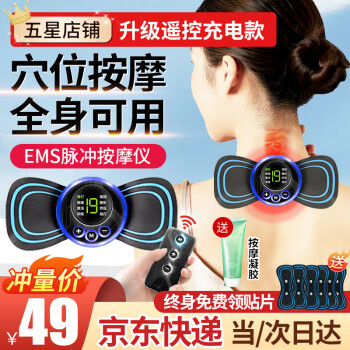 五星店铺
升级遥控充电款
穴位按摩
全身可用
EMS脉冲按摩仪
19
+ M −
送
按摩凝胶
终身免费领贴片
送
冲量价
¥49
京东快递 当/次日达